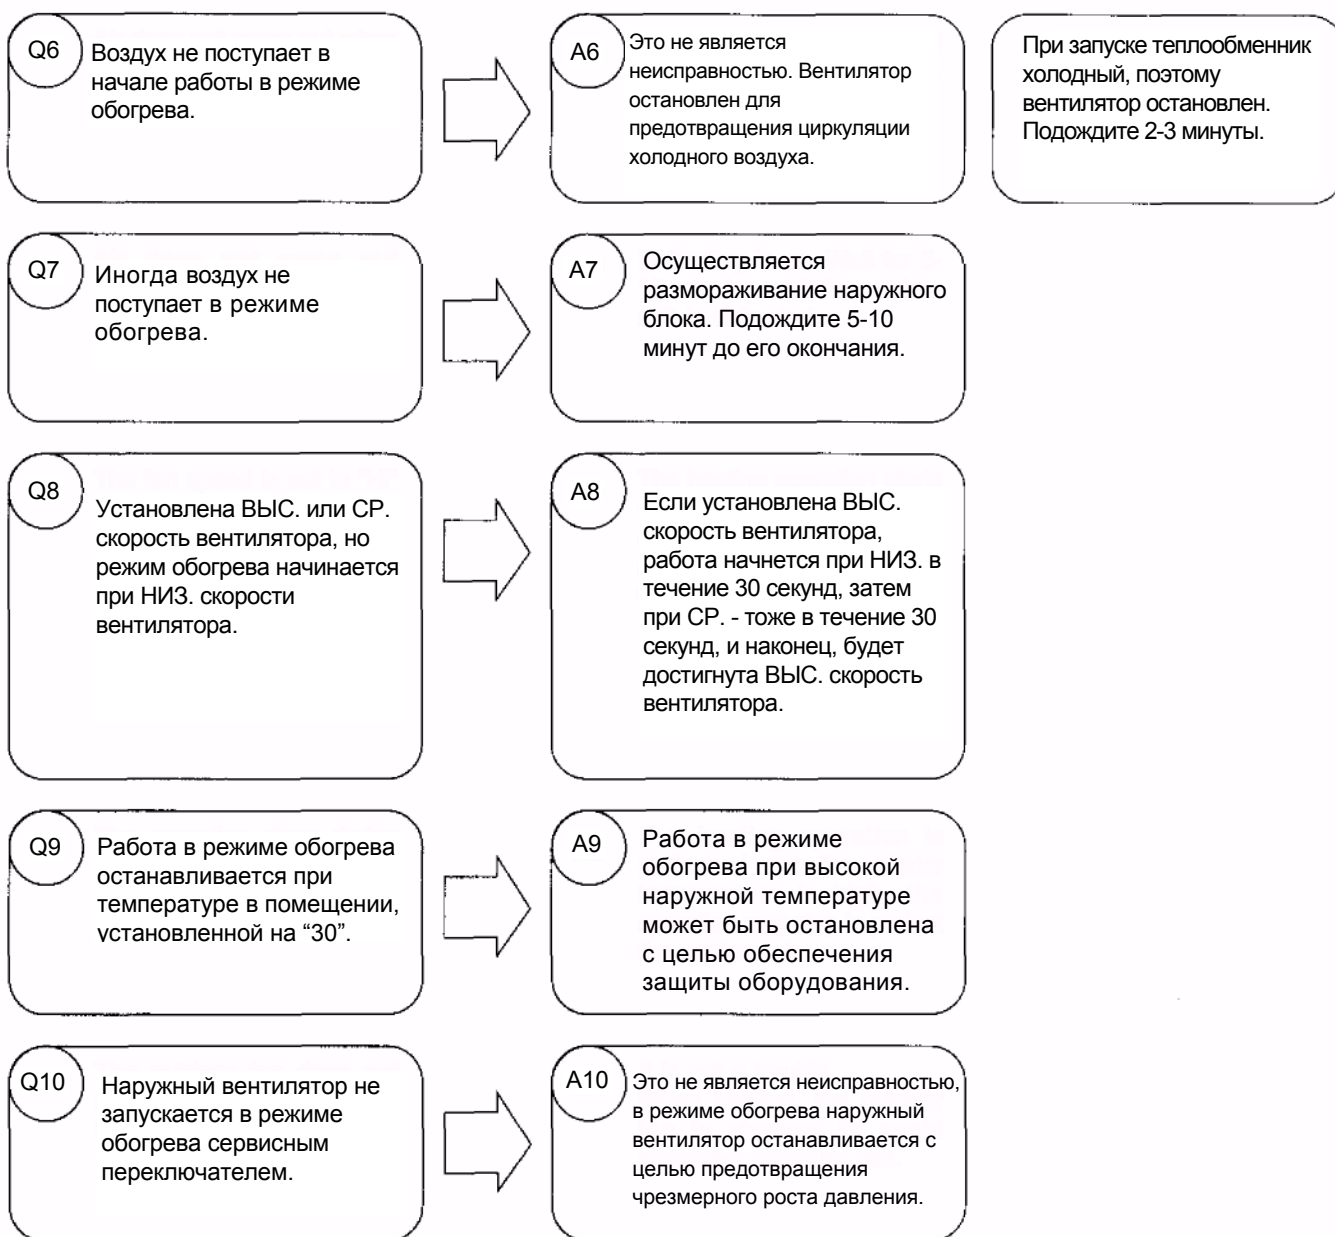 Q6
Воздух не поступает в
начале работы в режиме
обогрева.
A6
Это не является
неисправностью. Вентилятор
остановлен для
предотвращения циркуляции
холодного воздуха.
При запуске теплообменник
холодный, поэтому
вентилятор остановлен.
Подождите 2-3 минуты.
Q7
Иногда воздух не
поступает в режиме
обогрева.
A7
Осуществляется
размораживание наружного
блока. Подождите 5-10
минут до его окончания.
Q8
Установлена ВЫС. или СР.
скорость вентилятора, но
режим обогрева начинается
при НИЗ. скорости
вентилятора.
A8
Если установлена ВЫС.
скорость вентилятора,
работа начнется при НИЗ. в
течение 30 секунд, затем
при СР. - тоже в течение 30
секунд, и наконец, будет
достигнута ВЫС. скорость
вентилятора.
Q9
Работа в режиме обогрева
останавливается при
температуре в помещении,
установленной на “30”.
A9
Работа в режиме
обогрева при высокой
наружной температуре
может быть остановлена
с целью обеспечения
защиты оборудования.
Q10
Наружный вентилятор не
запускается в режиме
обогрева сервисным
переключателем.
A10
Это не является неисправностью,
в режиме обогрева наружный
вентилятор останавливается с
целью предотвращения
чрезмерного роста давления.